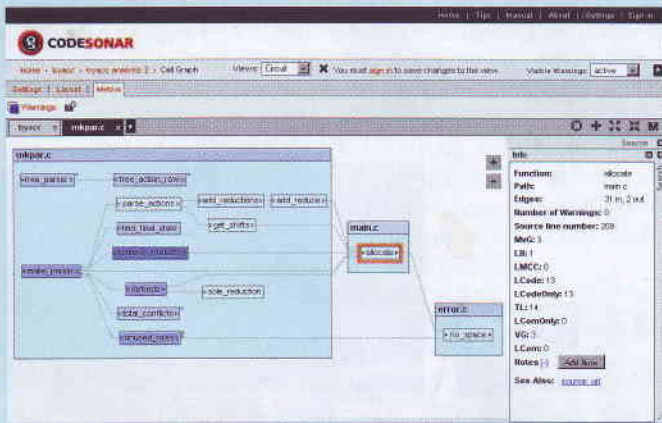 Home | Tips | Manual | About | Settings | Sign in
CODESONAR
Home > byacc > byacc analysis 2 > Call Graph
Views: Circuit
You must sign in to save changes to the view
Visible Warnings: active
Settings | Layout | Metrics
Warnings
byacc x
mkpar.c x
Source
mkpar.c
free_parser
free_action_row
parse_actions
add_reductions
add_reduce
find_final_state
get_shifts
make_parser
defreds
sole_reduction
total_conflicts
unused_rules
main.c
allocate
error.c
no_space
Info
Function: allocate
Path: main.c
Edges: 31 in, 2 out
Number of Warnings: 0
Source line number: 209
MvG: 3
LB: 1
LMCC: 0
LCode: 13
LCodeOnly: 13
TL: 14
LComOnly: 0
VG: 3
LCom: 0
Notes [-] Add Note
See Also: